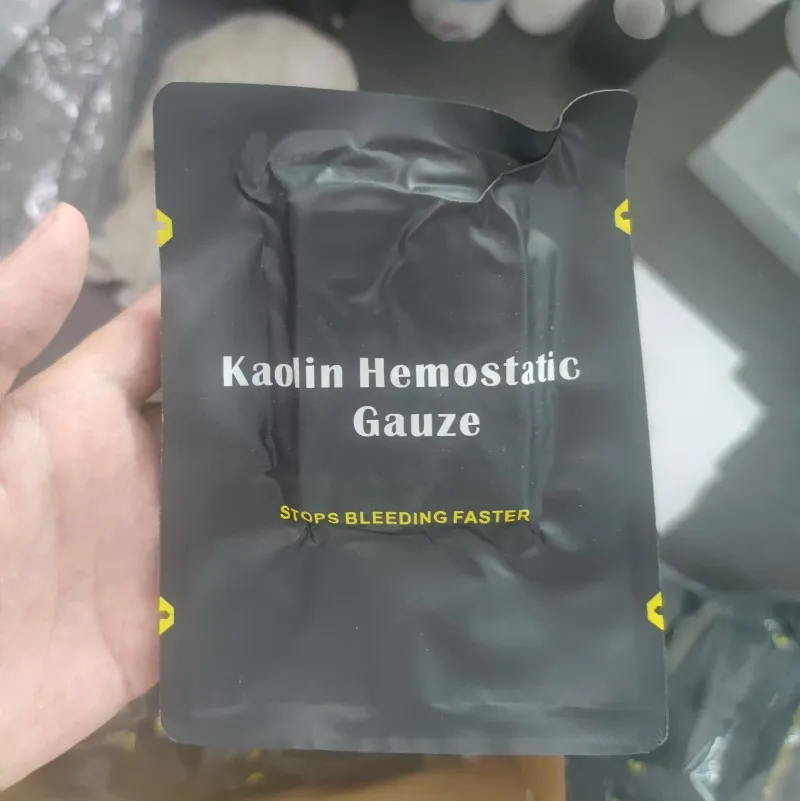 Kaolin Hemostatic
Gauze
STOPS BLEEDING FASTER